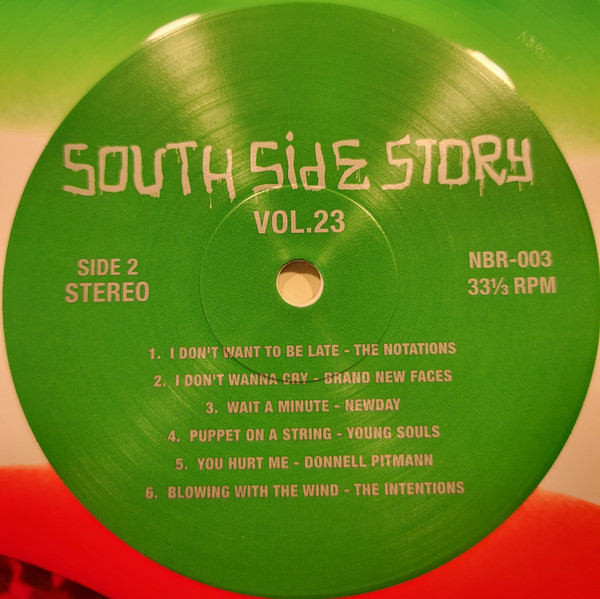 SOUTH SidE STORY
VOL.23
SIDE 2
STEREO
NBR-003
33⅓ RPM
1. I DON'T WANT TO BE LATE - THE NOTATIONS
2. I DON'T WANNA CRY - BRAND NEW FACES
3. WAIT A MINUTE - NEWDAY
4. PUPPET ON A STRING - YOUNG SOULS
5. YOU HURT ME - DONNELL PITMANN
6. BLOWING WITH THE WIND - THE INTENTIONS